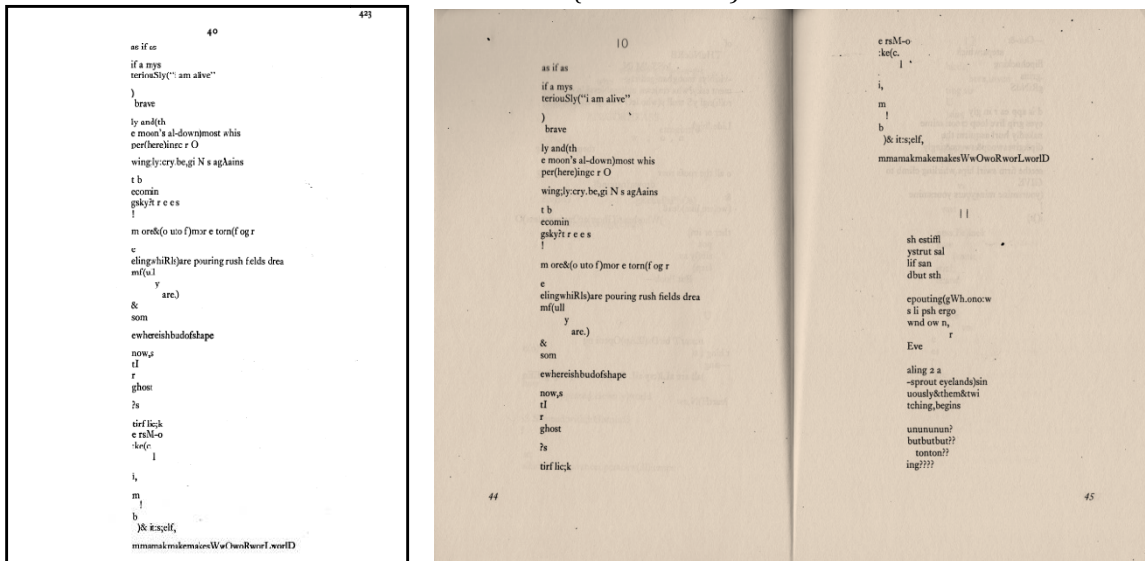 423
40
as if as
if a mys
teriouSly("i am alive"
)
brave
ly and(th
e moon's al-down)most whis
per(here)ingc r O
wing;ly:cry.be,gi N s agAains
t b
ecomin
gsky?t r e e s
!
m ore&(o uto f)mor e torn(f og r
e
elingwhiRls)are pouring rush fields drea
mf(ull
y
are.)
&
som
ewhereishbudofshape
now,s
tI
r
ghost
?s
tirf lic;k
e rsM-o
:ke(c.
l
i,
m
!
b
)& it:s;elf,
mmamakmakemakesWwOwoRworLworlD
10
as if as
if a mys
teriouSly("i am alive"
)
brave
ly and(th
e moon's al-down)most whis
per(here)ingc r O
wing;ly:cry.be,gi N s agAains
t b
ecomin
gsky?t r e e s
!
m ore&(o uto f)mor e torn(f og r
e
elingwhiRls)are pouring rush fields drea
mf(ull
y
are.)
&
som
ewhereishbudofshape
now,s
tI
r
ghost
?s
tirf lic;k
44
e rsM-o
:ke(c.
l
i,
m
!
b
)& it:s;elf,
mmamakmakemakesWwOwoRworLworlD
11
sh estiffl
ystrut sal
lif san
dbut sth
epouting(gWh.ono:w
s li psh ergo
wnd ow n,
r
Eve
aling 2 a
-sprout eyelands)sin
uously&them&twi
tching,begins
unununun?
butbutbut??
tonton??
ing????
45